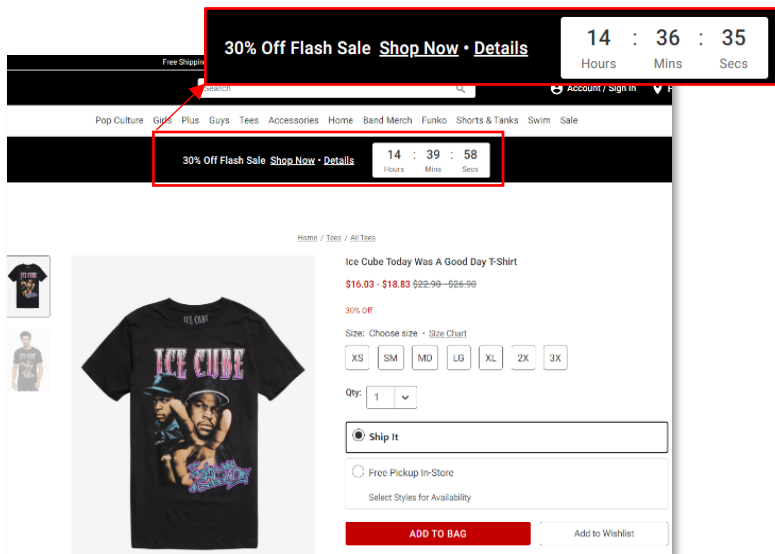 30% Off Flash Sale Shop Now • Details
14 : 36 : 35
Hours Mins Secs
Free Shippin
Search
Account / Sign In
Pop Culture Girls Plus Guys Tees Accessories Home Band Merch Funko Shorts & Tanks Swim Sale
30% Off Flash Sale Shop Now • Details
14 : 39 : 58
Hours Mins Secs
Home / Tees / All Tees
Ice Cube Today Was A Good Day T-Shirt
$16.03 - $18.83 $22.90 - $26.90
30% Off
Size: Choose size • Size Chart
XS SM MD LG XL 2X 3X
Qty: 1
Ship It
Free Pickup In-Store
Select Styles for Availability
ADD TO BAG Add to Wishlist
ICE CUBE
ICE CUBE